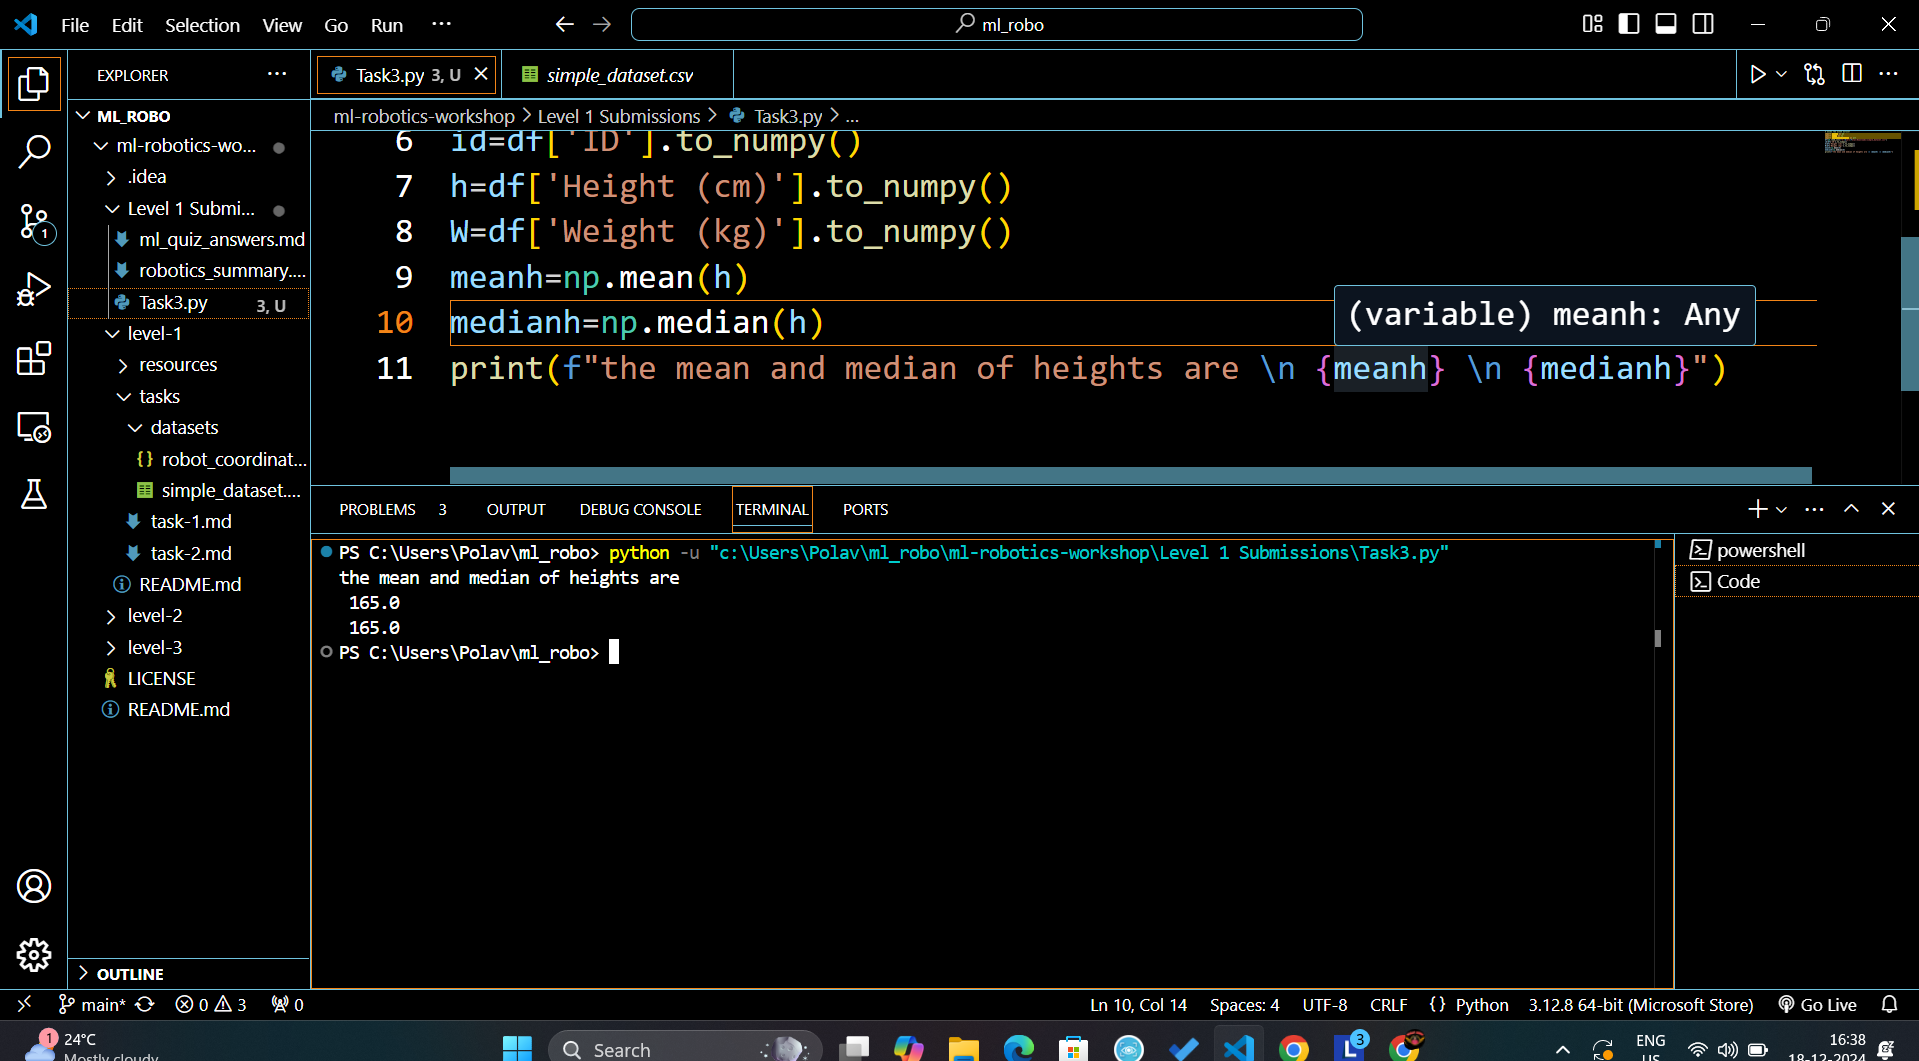 File Edit Selection View Go Run ...
ml_robo
EXPLORER
Task3.py 3, U
simple_dataset.csv
ML_ROBO
ml-robotics-workshop > Level 1 Submissions > Task3.py > ...
ml-robotics-wo...
.idea
Level 1 Submi...
ml_quiz_answers.md
robotics_summary....
Task3.py 3, U
level-1
resources
tasks
datasets
robot_coordinat...
simple_dataset....
task-1.md
task-2.md
README.md
level-2
level-3
LICENSE
README.md
OUTLINE
6 id=df['ID'].to_numpy()
7 h=df['Height (cm)'].to_numpy()
8 W=df['Weight (kg)'].to_numpy()
9 meanh=np.mean(h)
10 medianh=np.median(h)
(variable) meanh: Any
11 print(f"the mean and median of heights are \n {meanh} \n {medianh}")
PROBLEMS 3 OUTPUT DEBUG CONSOLE TERMINAL PORTS
PS C:\Users\Polav\ml_robo> python -u "c:\Users\Polav\ml_robo\ml-robotics-workshop\Level 1 Submissions\Task3.py"
the mean and median of heights are
165.0
165.0
PS C:\Users\Polav\ml_robo>
powershell
Code
1
main* 0 3 0
Ln 10, Col 14 Spaces: 4 UTF-8 CRLF {} Python 3.12.8 64-bit (Microsoft Store) Go Live
1
24°C
Mostly cloudy
Search
3
ENG
US
16:38
18-12-2024